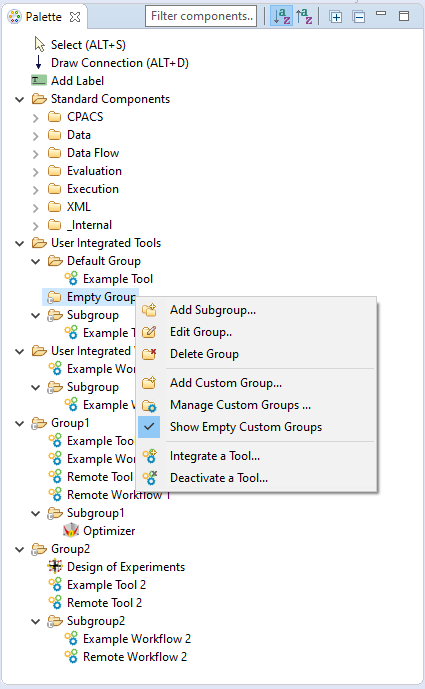 Palette
Filter components...
Select (ALT+S)
Draw Connection (ALT+D)
T Add Label
Standard Components
CPACS
Data
Data Flow
Evaluation
Execution
XML
_Internal
User Integrated Tools
Default Group
Example Tool
Empty Group
Subgroup
Example T
User Integrated To
Example Wor
Subgroup
Example W
Group1
Example Tool
Example Wor
Remote Tool
Remote Workflow 1
Subgroup1
Optimizer
Group2
Design of Experiments
Example Tool 2
Remote Tool 2
Subgroup2
Example Workflow 2
Remote Workflow 2
Add Subgroup...
Edit Group..
Delete Group
Add Custom Group...
Manage Custom Groups ...
Show Empty Custom Groups
Integrate a Tool...
Deactivate a Tool...